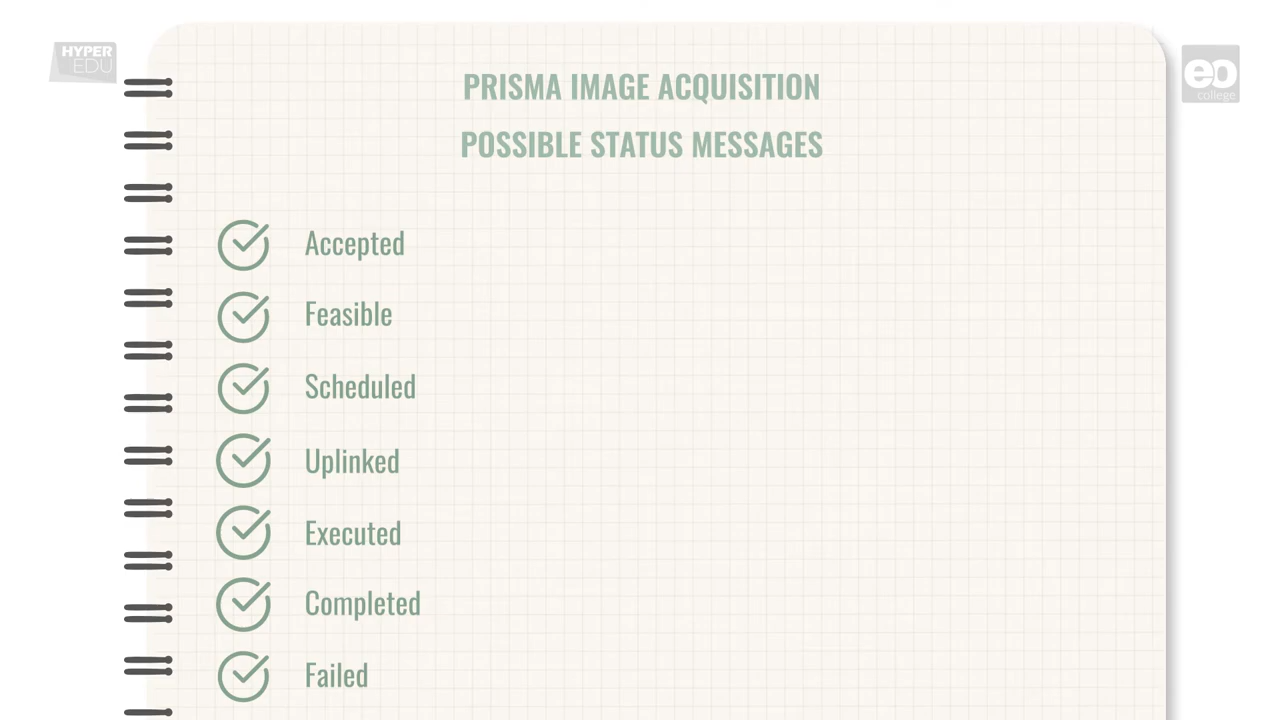 HYPER
EDU
eo
college
PRISMA IMAGE ACQUISITION
POSSIBLE STATUS MESSAGES
Accepted
Feasible
Scheduled
Uplinked
Executed
Completed
Failed